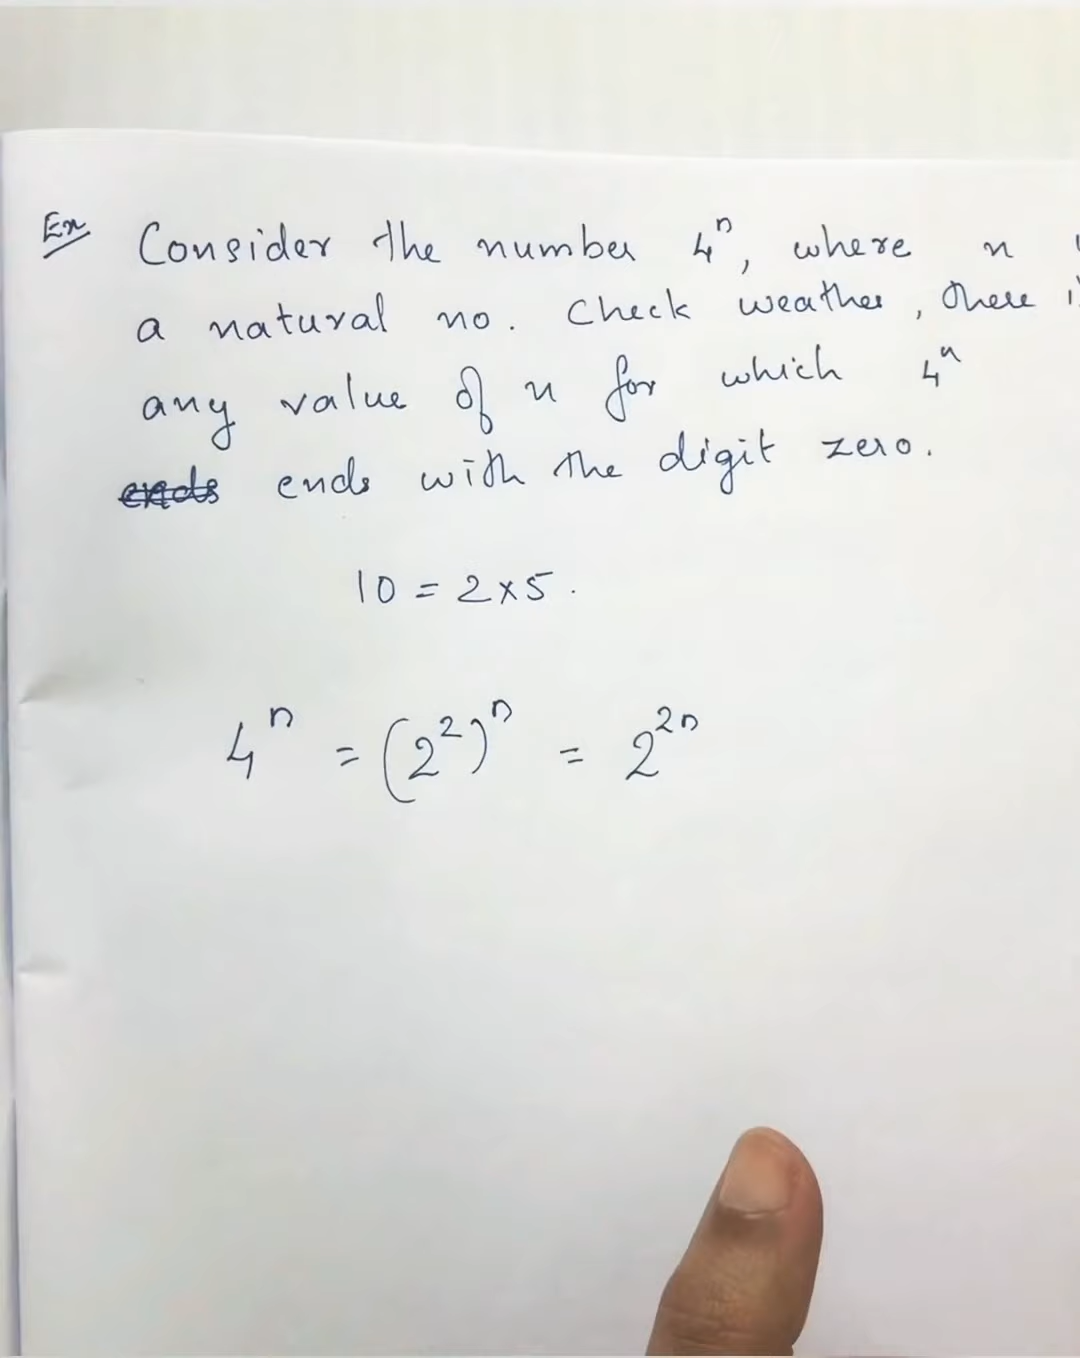 Ex Consider the number 4ⁿ, where n
a natural no. Check weather, there is
any value of n for which 4ⁿ
ends ends with the digit zero.
10 = 2×5.
4ⁿ = (2²)ⁿ = 2²ⁿ